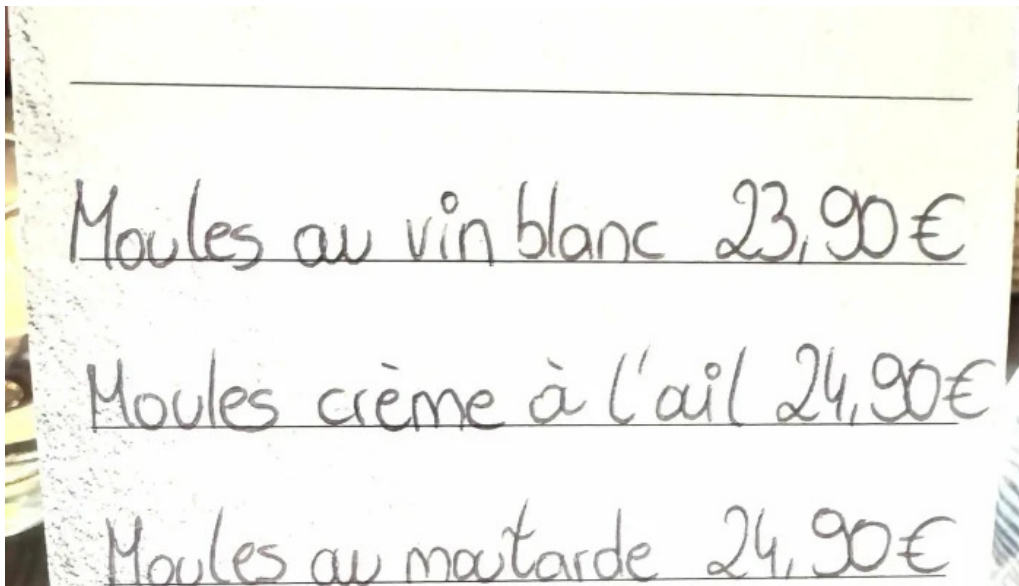 Moules au vin blanc 23,90€
Moules crème à l'ail 24,90€
Moules au moutarde 24,90€